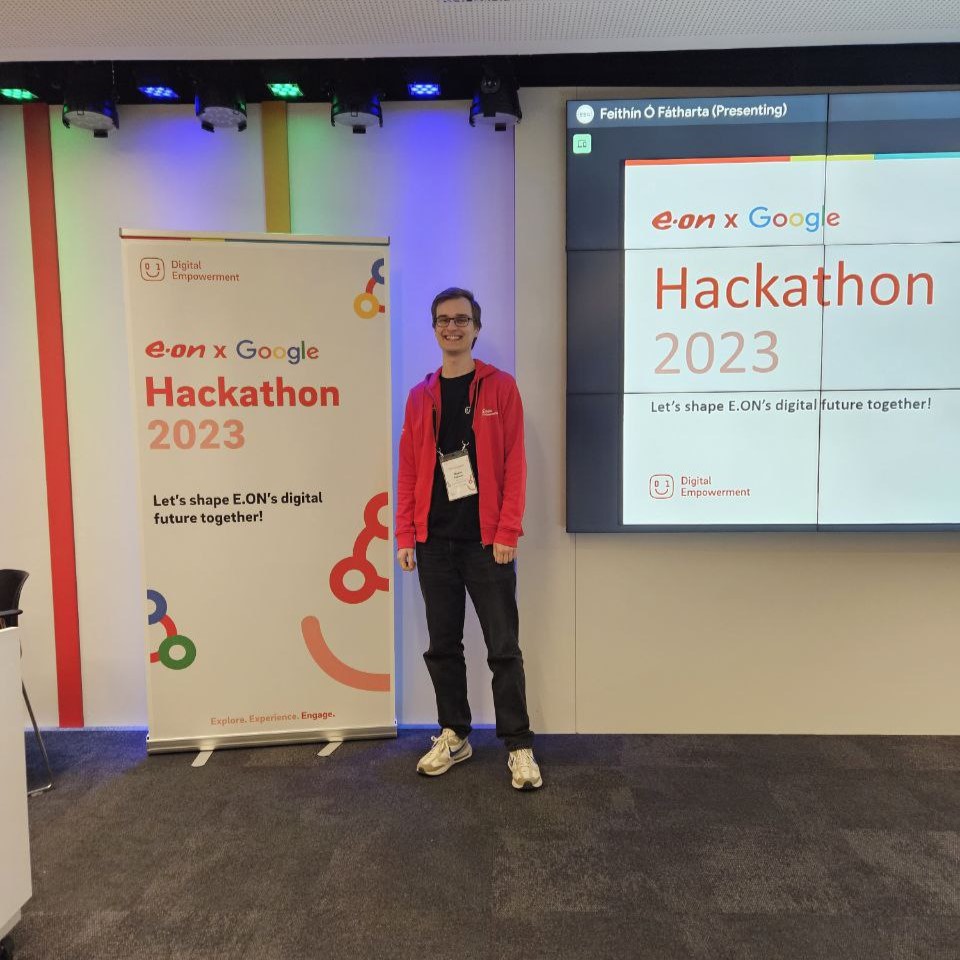 Digital
Empowerment
e·on x Google
Hackathon
2023
Let's shape E.ON's digital
future together!
Explore. Experience. Engage.
Feithín Ó Fátharta (Presenting)
e·on x Google
Hackathon
2023
Let's shape E.ON's digital future together!
Digital
Empowerment
e·on